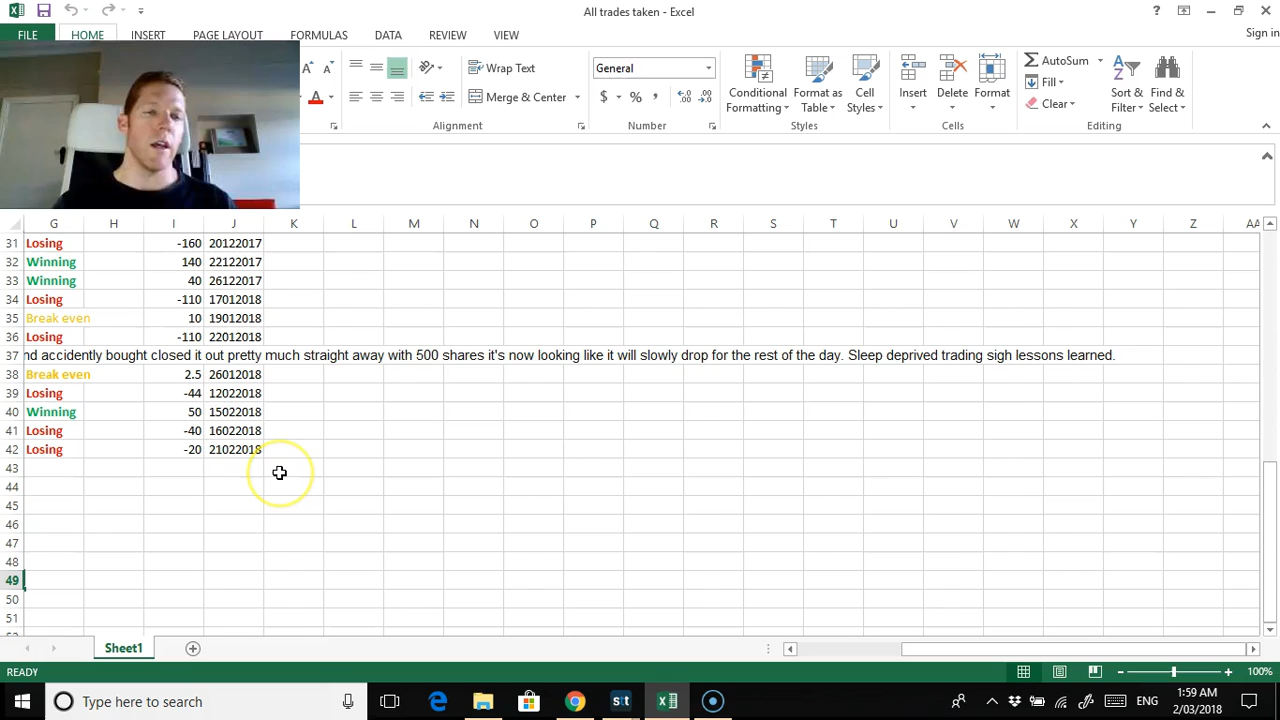 All trades taken - Excel
? 
Sign in
FILE HOME INSERT PAGE LAYOUT FORMULAS DATA REVIEW VIEW
A A Wrap Text General AutoSum
A Merge & Center $ % , Conditional Formatting Format as Table Cell Styles Insert Delete Format Fill Clear Sort & Filter Find & Select
Alignment Number Styles Cells Editing
G H I J K L M N O P Q R S T U V W X Y Z AA
31 Losing -160 20122017
32 Winning 140 22122017
33 Winning 40 26122017
34 Losing -110 17012018
35 Break even 10 19012018
36 Losing -110 22012018
37 nd accidently bought closed it out pretty much straight away with 500 shares it's now looking like it will slowly drop for the rest of the day. Sleep deprived trading sigh lessons learned.
38 Break even 2.5 26012018
39 Losing -44 12022018
40 Winning 50 15022018
41 Losing -40 16022018
42 Losing -20 21022018
43
44
45
46
47
48
49
50
51
Sheet1
READY 100%
Type here to search st ENG 1:59 AM
2/03/2018